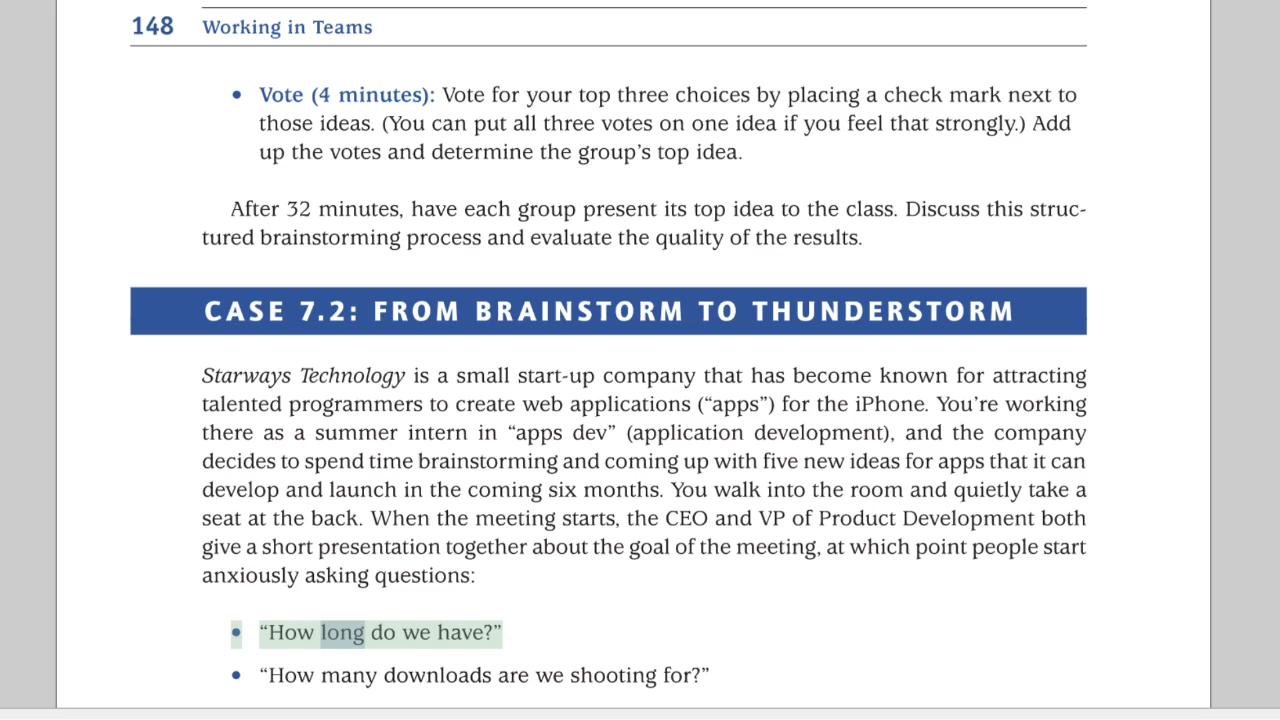 148 Working in Teams
• Vote (4 minutes): Vote for your top three choices by placing a check mark next to
those ideas. (You can put all three votes on one idea if you feel that strongly.) Add
up the votes and determine the group’s top idea.
After 32 minutes, have each group present its top idea to the class. Discuss this struc-
tured brainstorming process and evaluate the quality of the results.
CASE 7.2: FROM BRAINSTORM TO THUNDERSTORM
Starways Technology is a small start-up company that has become known for attracting
talented programmers to create web applications (“apps”) for the iPhone. You’re working
there as a summer intern in “apps dev” (application development), and the company
decides to spend time brainstorming and coming up with five new ideas for apps that it can
develop and launch in the coming six months. You walk into the room and quietly take a
seat at the back. When the meeting starts, the CEO and VP of Product Development both
give a short presentation together about the goal of the meeting, at which point people start
anxiously asking questions:
• “How long do we have?”
• “How many downloads are we shooting for?”